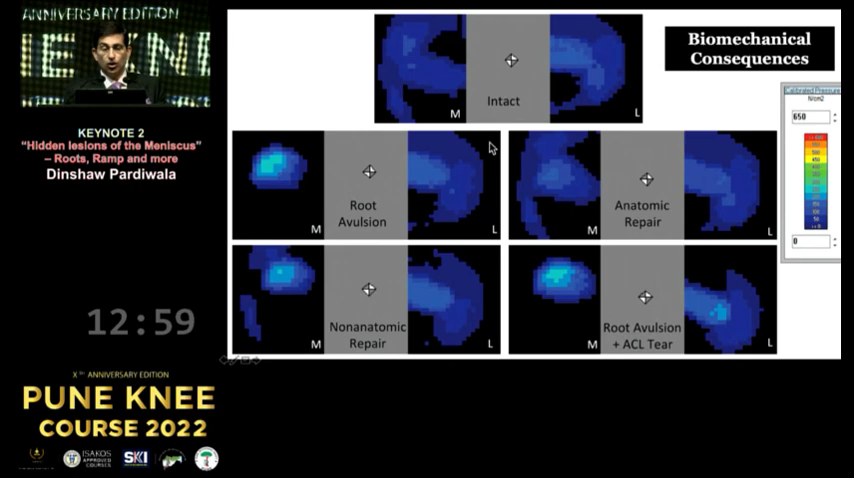 ANNIVERSARY EDITION
KEYNOTE 2
"Hidden lesions of the Meniscus"
– Roots, Ramp and more
Dinshaw Pardiwala
12:59
X ANNIVERSARY EDITION
PUNE KNEE
COURSE 2022
ISAKOS
APPROVED
COURSES
SKI
Biomechanical
Consequences
M
Intact
L
M
Root
Avulsion
L
M
Anatomic
Repair
L
M
Nonanatomic
Repair
L
M
Root Avulsion
+ ACL Tear
L
650
0